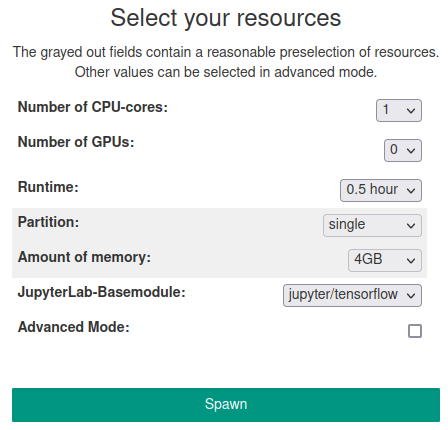 Select your resources
The grayed out fields contain a reasonable preselection of resources.
Other values can be selected in advanced mode.
Number of CPU-cores: 1
Number of GPUs: 0
Runtime: 0.5 hour
Partition: single
Amount of memory: 4GB
JupyterLab-Basemodule: jupyter/tensorflow
Advanced Mode:
Spawn